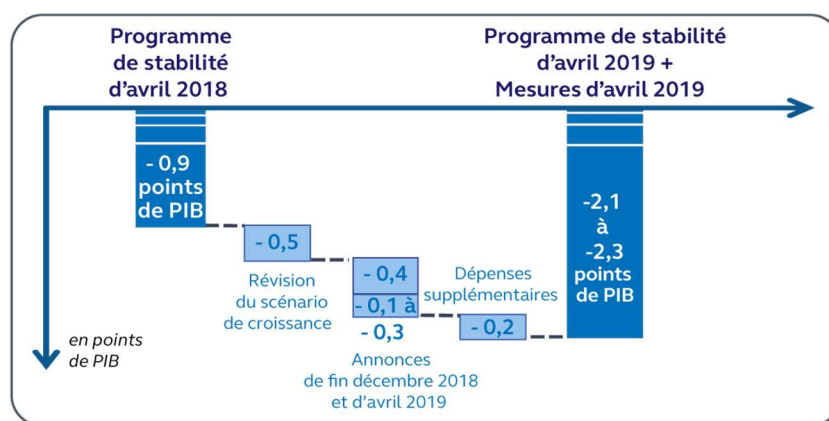 Programme
de stabilité
d'avril 2018
Programme de stabilité
d'avril 2019 +
Mesures d'avril 2019
- 0,9
points
de PIB
- 0,5
Révision
du scénario
de croissance
- 0,4
- 0,1 à
- 0,3
Annonces
de fin décembre 2018
et d'avril 2019
Dépenses
supplémentaires
- 0,2
-2,1
à
-2,3
points
de PIB
en points
de PIB